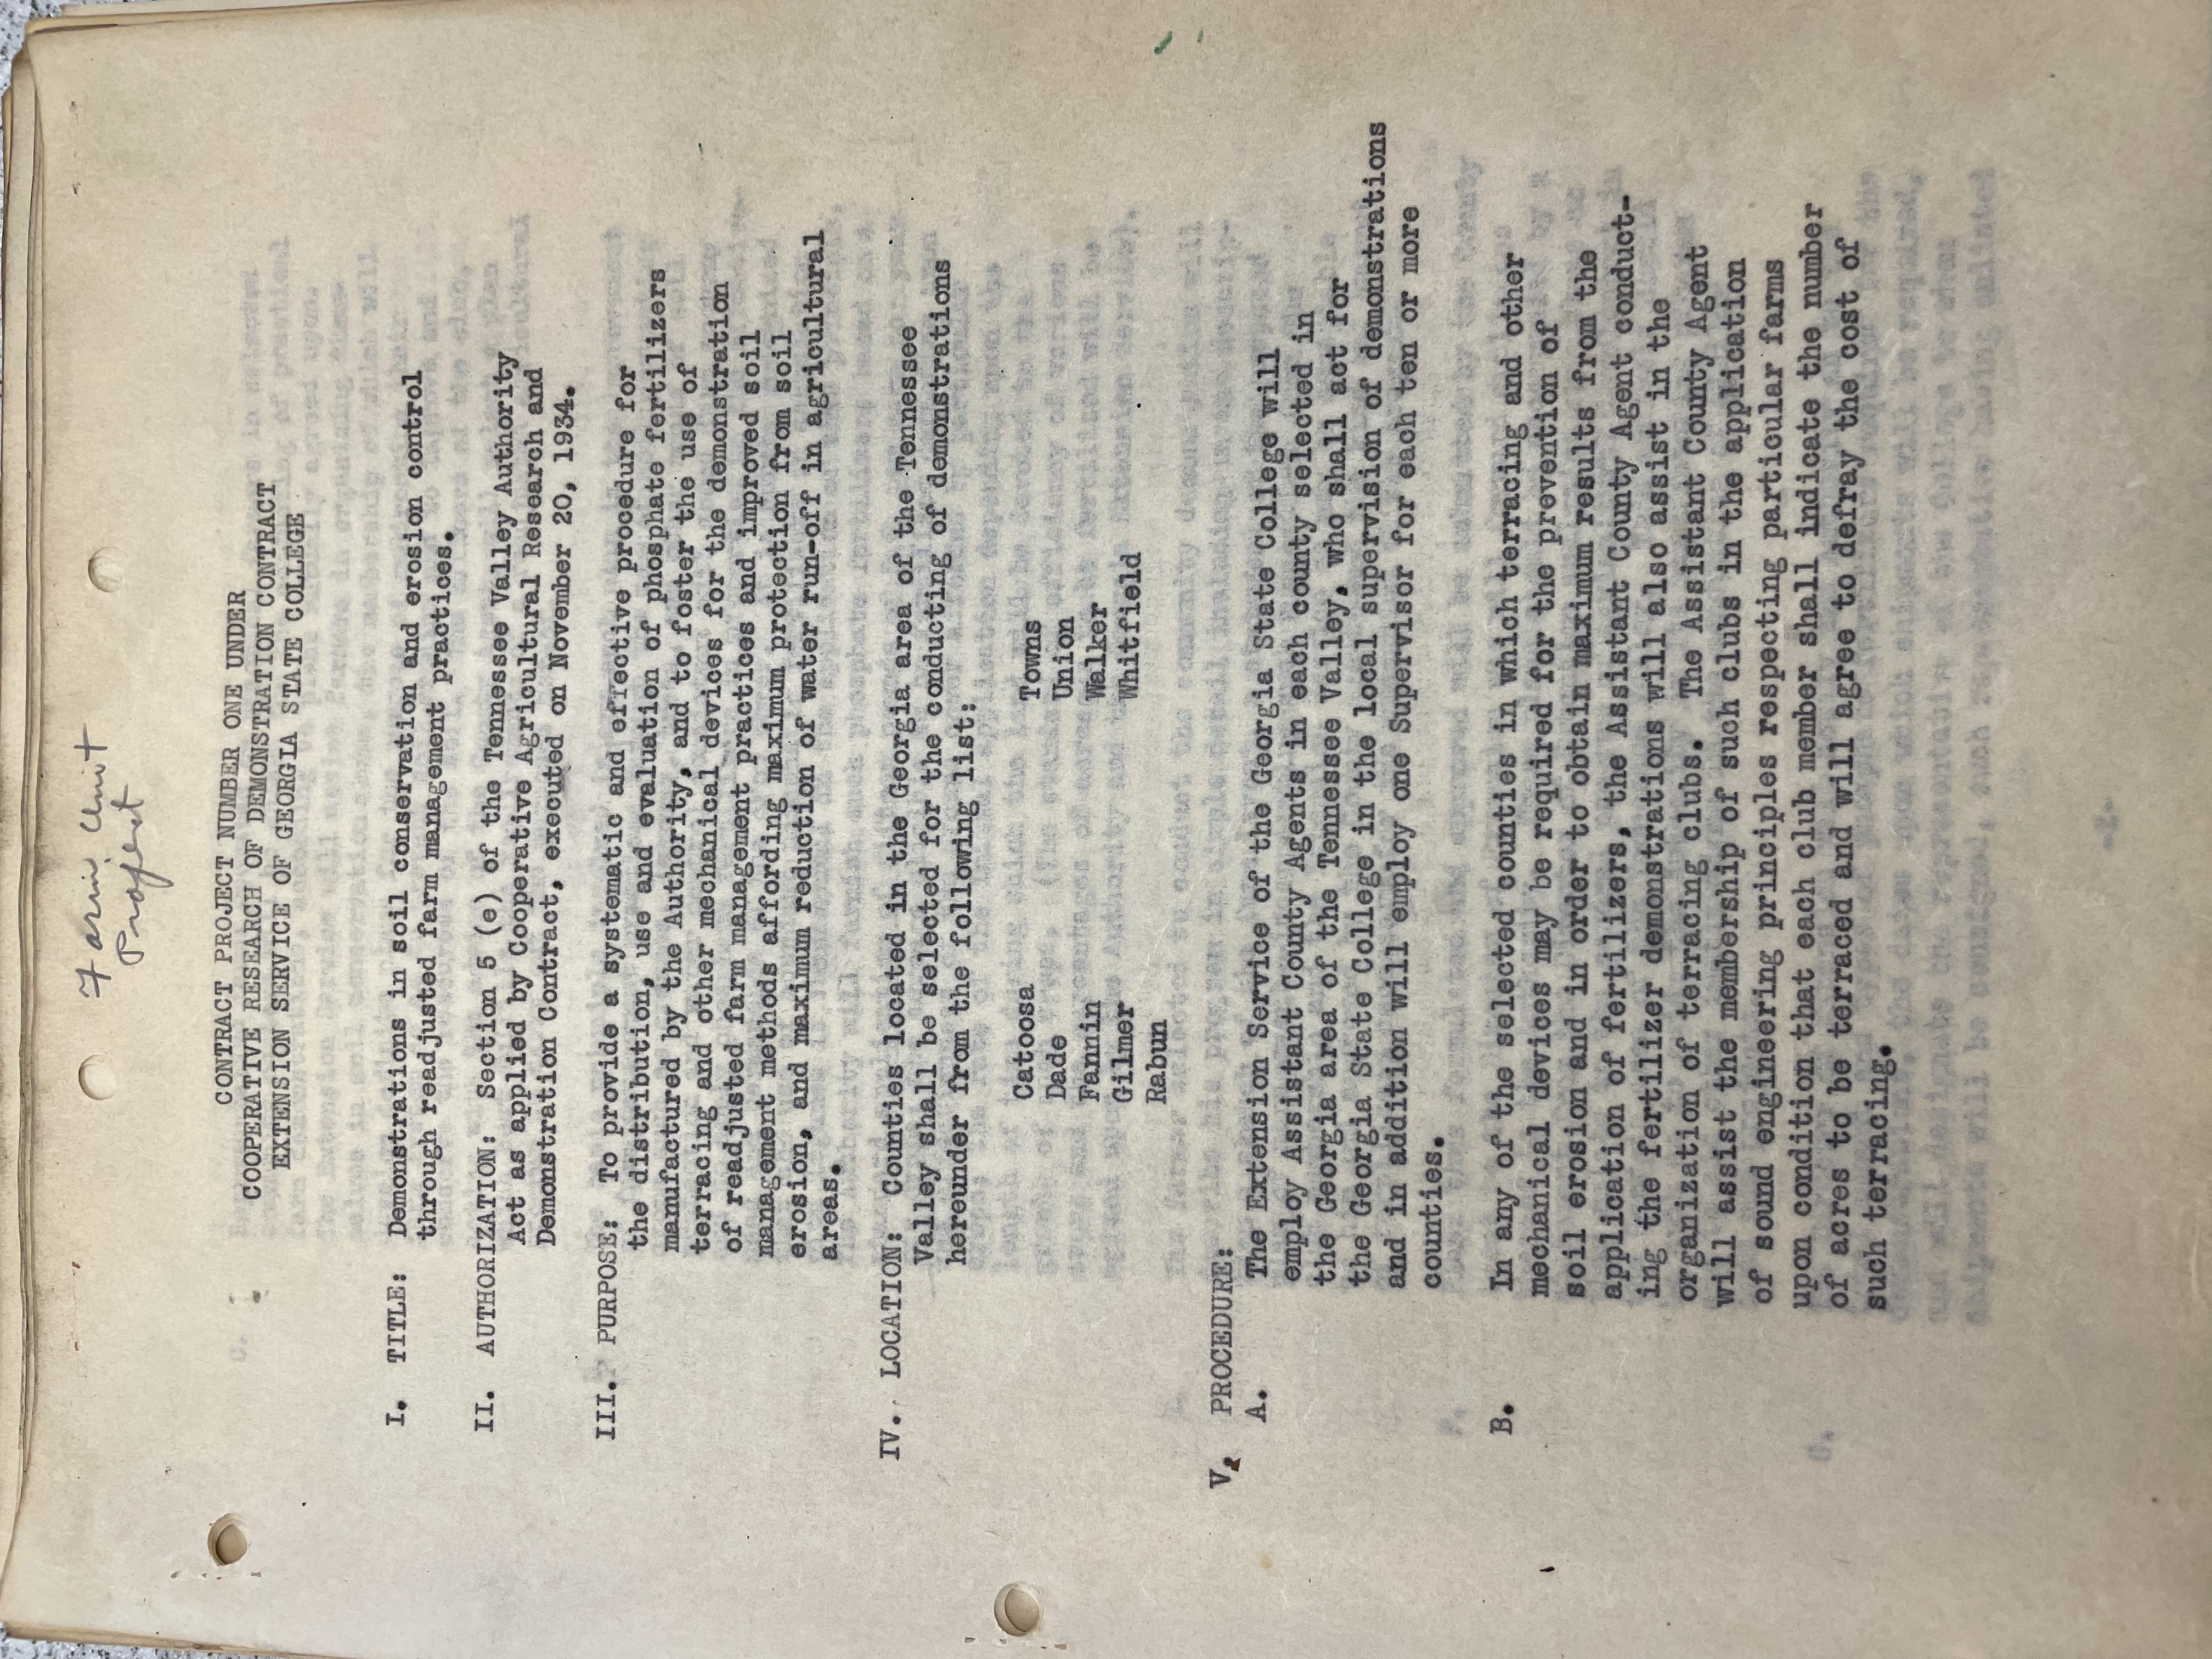 Farm Unit
Project
CONTRACT PROJECT NUMBER ONE UNDER
COOPERATIVE RESEARCH OF DEMONSTRATION CONTRACT
EXTENSION SERVICE OF GEORGIA STATE COLLEGE
I. TITLE: Demonstrations in soil conservation and erosion control
through readjusted farm management practices.
II. AUTHORIZATION: Section 5 (e) of the Tennessee Valley Authority
Act as applied by Cooperative Agricultural Research and
Demonstration Contract, executed on November 20, 1934.
III. PURPOSE: To provide a systematic and effective procedure for
the distribution, use and evaluation of phosphate fertilizers
manufactured by the Authority, and to foster the use of
terracing and other mechanical devices for the demonstration
of readjusted farm management practices and improved soil
management methods affording maximum protection from soil
erosion, and maximum reduction of water run-off in agricultural
areas.
IV. LOCATION: Counties located in the Georgia area of the Tennessee
Valley shall be selected for the conducting of demonstrations
hereunder from the following list:
Catoosa Towns
Dade Union
Fannin Walker
Gilmer Whitfield
Rabun
V. PROCEDURE:
A. The Extension Service of the Georgia State College will
employ Assistant County Agents in each county selected in
the Georgia area of the Tennessee Valley, who shall act for
the Georgia State College in the local supervision of demonstrations
and in addition will employ one Supervisor for each ten or more
counties.
B. In any of the selected counties in which terracing and other
mechanical devices may be required for the prevention of
soil erosion and in order to obtain maximum results from the
application of fertilizers, the Assistant County Agent conduct-
ing the fertilizer demonstrations will also assist in the
organization of terracing clubs. The Assistant County Agent
will assist the membership of such clubs in the application
of sound engineering principles respecting particular farms
upon condition that each club member shall indicate the number
of acres to be terraced and will agree to defray the cost of
such terracing.